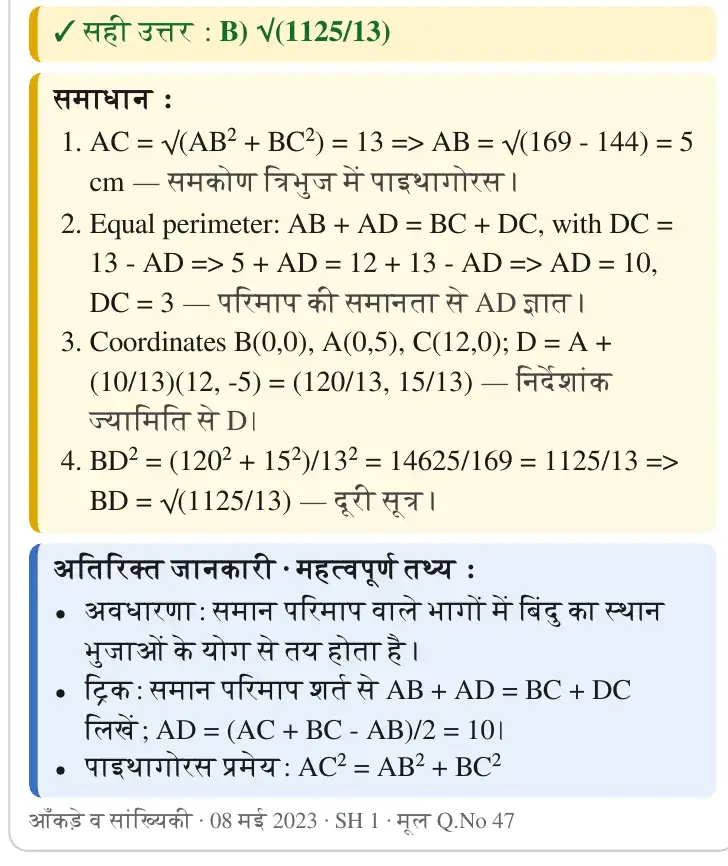 ✓ सही उत्तर : B) √(1125/13)
समाधान :
1. AC = √(AB² + BC²) = 13 => AB = √(169 - 144) = 5
cm — समकोण त्रिभुज में पाइथागोरस।
2. Equal perimeter: AB + AD = BC + DC, with DC =
13 - AD => 5 + AD = 12 + 13 - AD => AD = 10,
DC = 3 — परिमाप की समानता से AD ज्ञात।
3. Coordinates B(0,0), A(0,5), C(12,0); D = A +
(10/13)(12, -5) = (120/13, 15/13) — निर्देशांक
ज्यामिति से D।
4. BD² = (120² + 15²)/13² = 14625/169 = 1125/13 =>
BD = √(1125/13) — दूरी सूत्र।
अतिरिक्त जानकारी · महत्वपूर्ण तथ्य :
• अवधारणा : समान परिमाप वाले भागों में बिंदु का स्थान
भुजाओं के योग से तय होता है।
• ट्रिक : समान परिमाप शर्त से AB + AD = BC + DC
लिखें ; AD = (AC + BC - AB)/2 = 10।
• पाइथागोरस प्रमेय : AC² = AB² + BC²
आँकड़े व सांख्यिकी · 08 मई 2023 · SH 1 · मूल Q.No 47